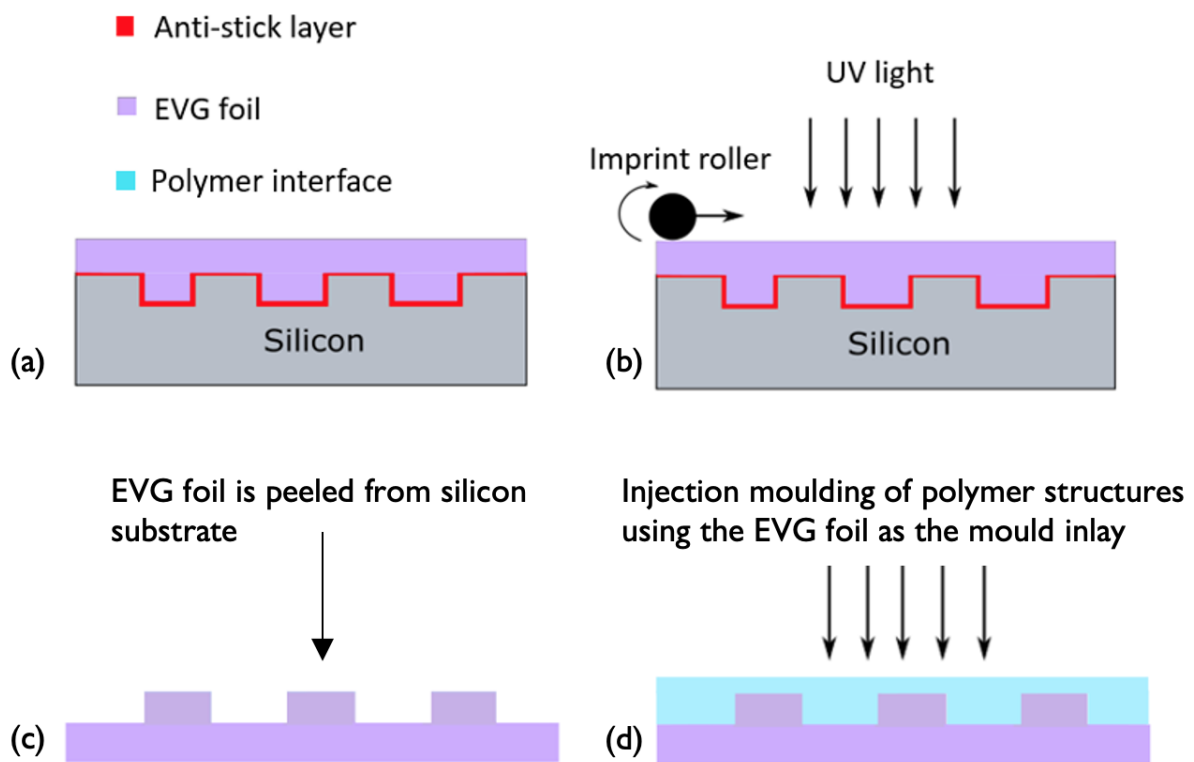 Anti-stick layer
EVG foil
Polymer interface
Silicon
(a)
UV light
Imprint roller
Silicon
(b)
EVG foil is peeled from silicon
substrate
(c)
Injection moulding of polymer structures
using the EVG foil as the mould inlay
(d)